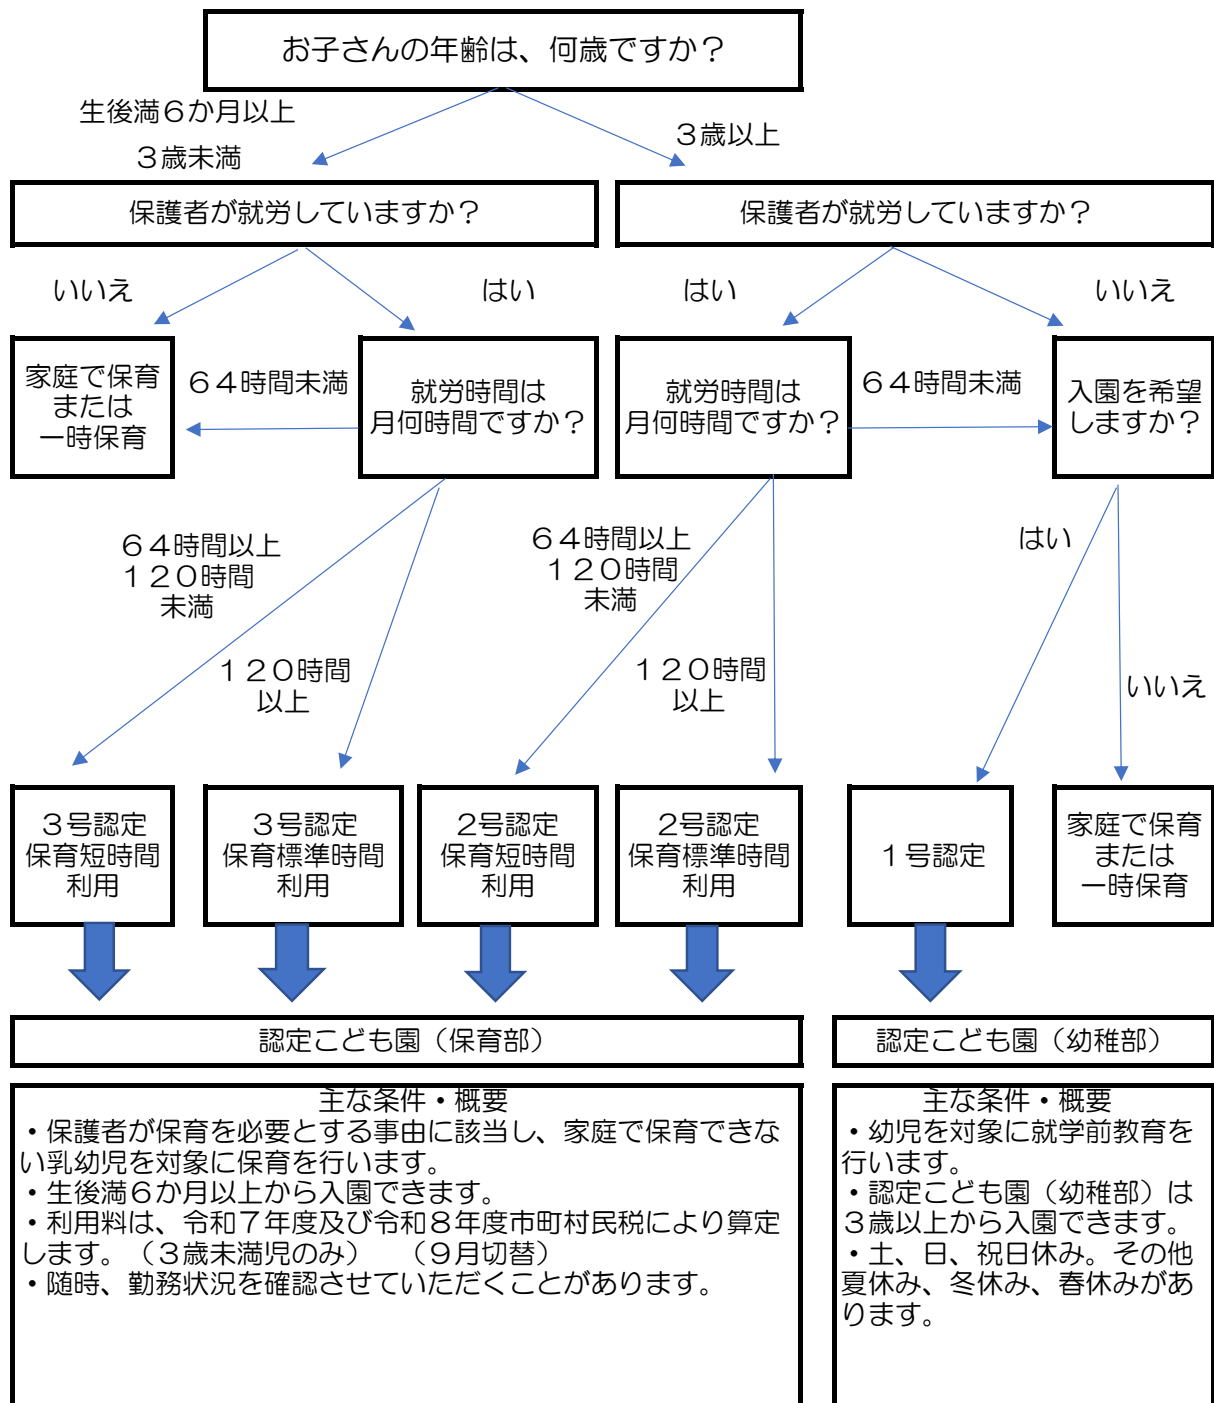 お子さんの年齢は、何歳ですか？
生後満６か月以上
３歳未満
３歳以上
保護者が就労していますか？
保護者が就労していますか？
いいえ
はい
はい
いいえ
家庭で保育
または
一時保育
６４時間未満
就労時間は
月何時間ですか？
就労時間は
月何時間ですか？
６４時間未満
入園を希望
しますか？
６４時間以上
１２０時間
未満
１２０時間
以上
６４時間以上
１２０時間
未満
１２０時間
以上
はい
いいえ
３号認定
保育短時間
利用
３号認定
保育標準時間
利用
2号認定
保育短時間
利用
2号認定
保育標準時間
利用
１号認定
家庭で保育
または
一時保育
認定こども園（保育部）
認定こども園（幼稚部）
主な条件・概要
・保護者が保育を必要とする事由に該当し、家庭で保育できな
い乳幼児を対象に保育を行います。
・生後満６か月以上から入園できます。
・利用料は、令和７年度及び令和８年度市町村民税により算定
します。（３歳未満児のみ）　（９月切替）
・随時、勤務状況を確認させていただくことがあります。
主な条件・概要
・幼児を対象に就学前教育を
行います。
・認定こども園（幼稚部）は
３歳以上から入園できます。
・土、日、祝日休み。その他
夏休み、冬休み、春休みがあ
ります。